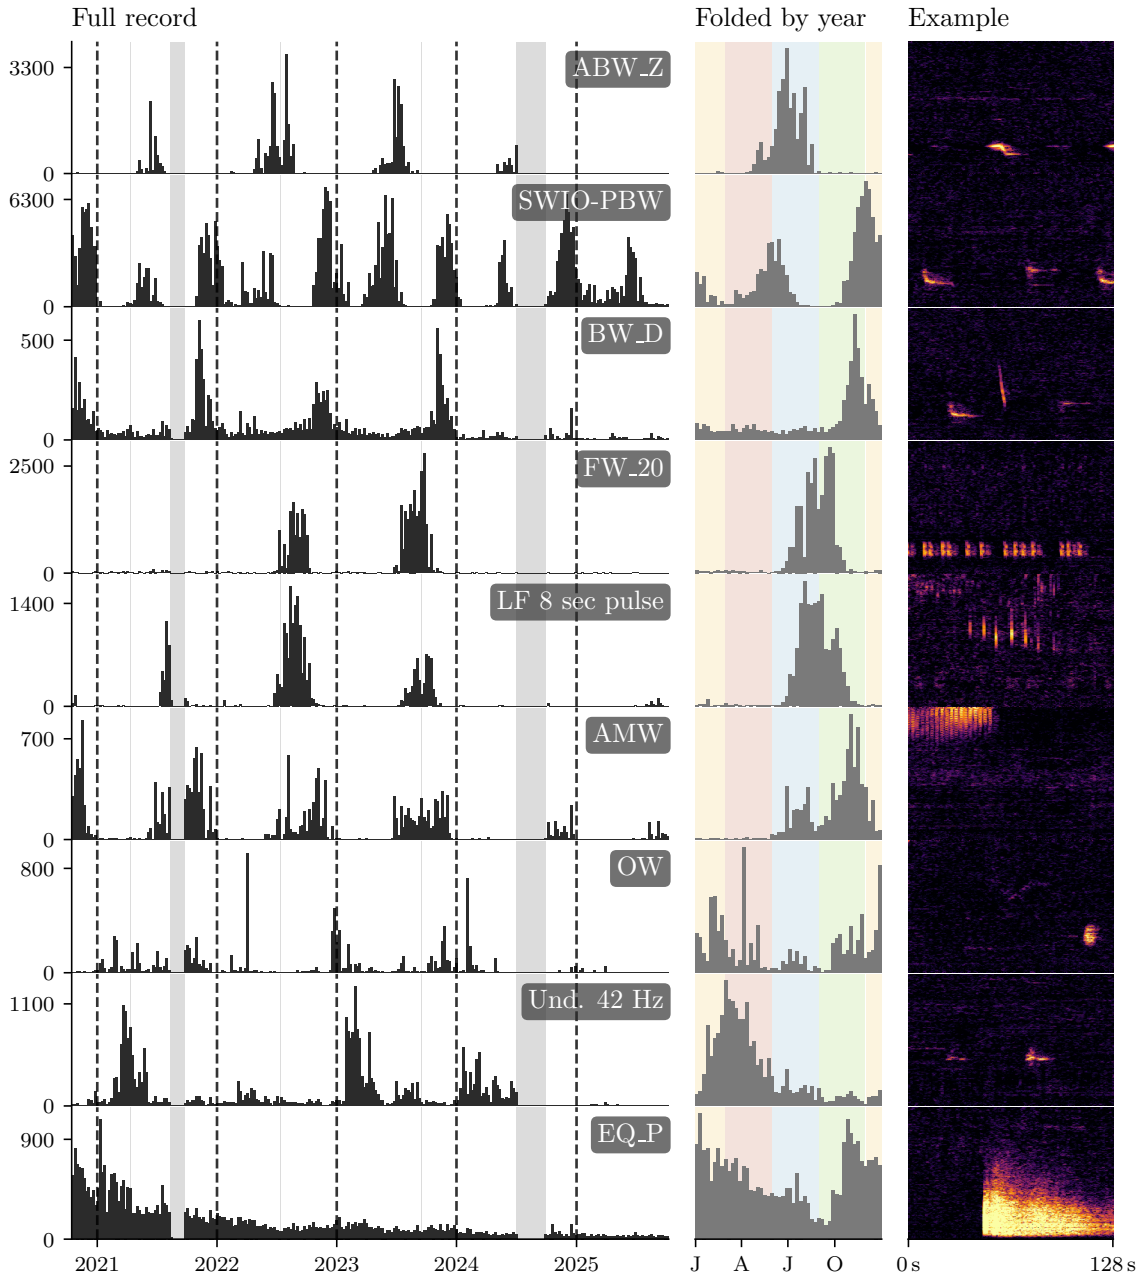 Full record
Folded by year
Example
3300
0
ABW_Z
6300
0
SWIO-PBW
500
0
BW_D
2500
0
FW_20
1400
0
LF 8 sec pulse
700
0
AMW
800
0
OW
1100
0
Und. 42 Hz
900
0
EQ_P
2021 2022 2023 2024 2025
J A J O
0 s 128 s